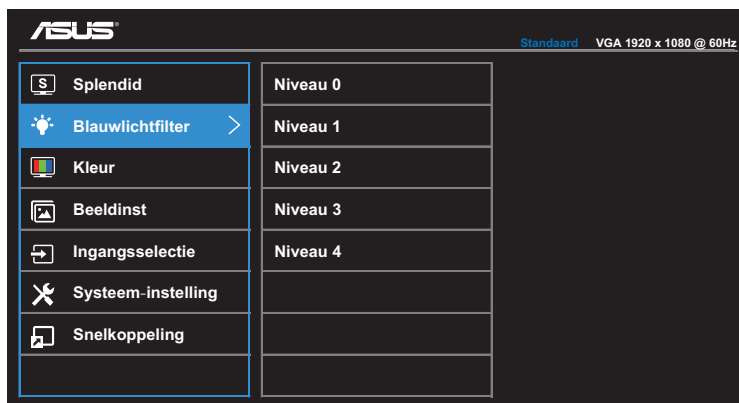 ASUS
Standaard VGA 1920 x 1080 @ 60Hz
S Splendid
Blauwlichtfilter
Kleur
Beeldinst
Ingangsselectie
Systeem-instelling
Snelkoppeling
Niveau 0
Niveau 1
Niveau 2
Niveau 3
Niveau 4